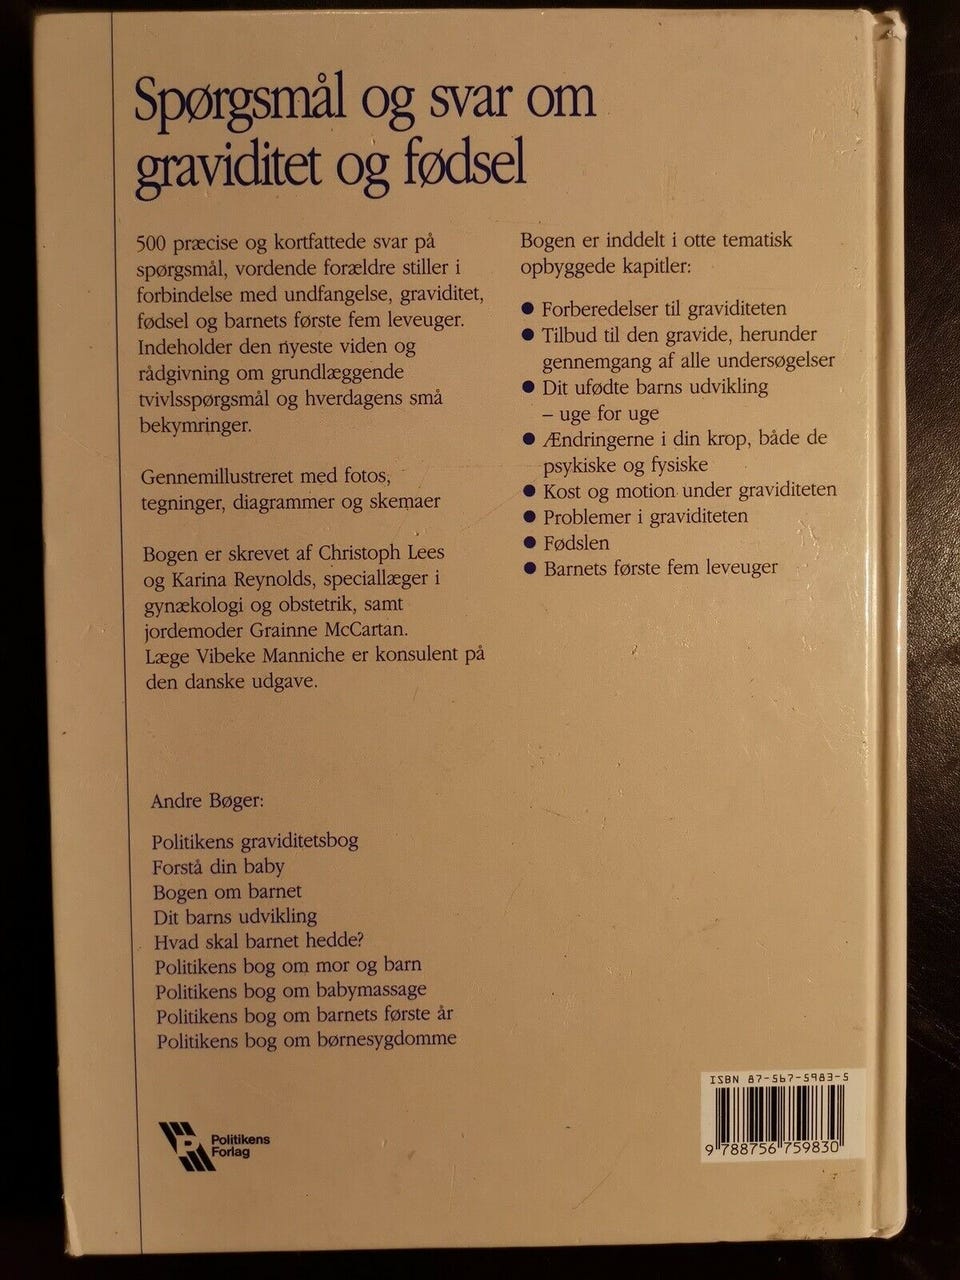 Spørgsmål og svar om
graviditet og fødsel
500 præcise og kortfattede svar på
spørgsmål, vordende forældre stiller i
forbindelse med undfangelse, graviditet,
fødsel og barnets første fem leveuger.
Indeholder den nyeste viden og
rådgivning om grundlæggende
tvivlsspørgsmål og hverdagens små
bekymringer.
Gennemillustreret med fotos,
tegninger, diagrammer og skemaer
Bogen er skrevet af Christoph Lees
og Karina Reynolds, speciallæger i
gynækologi og obstetrik, samt
jordemoder Grainne McCartan.
Læge Vibeke Manniche er konsulent på
den danske udgave.
Bogen er inddelt i otte tematisk
opbyggede kapitler:
● Forberedelser til graviditeten
● Tilbud til den gravide, herunder
gennemgang af alle undersøgelser
● Dit ufødte barns udvikling
– uge for uge
● Ændringerne i din krop, både de
psykiske og fysiske
● Kost og motion under graviditeten
● Problemer i graviditeten
● Fødslen
● Barnets første fem leveuger
Andre Bøger:
Politikens graviditetsbog
Forstå din baby
Bogen om barnet
Dit barns udvikling
Hvad skal barnet hedde?
Politikens bog om mor og barn
Politikens bog om babymassage
Politikens bog om barnets første år
Politikens bog om børnesygdomme
Politikens
Forlag
ISBN 87-567-5983-5
9 788756 759830